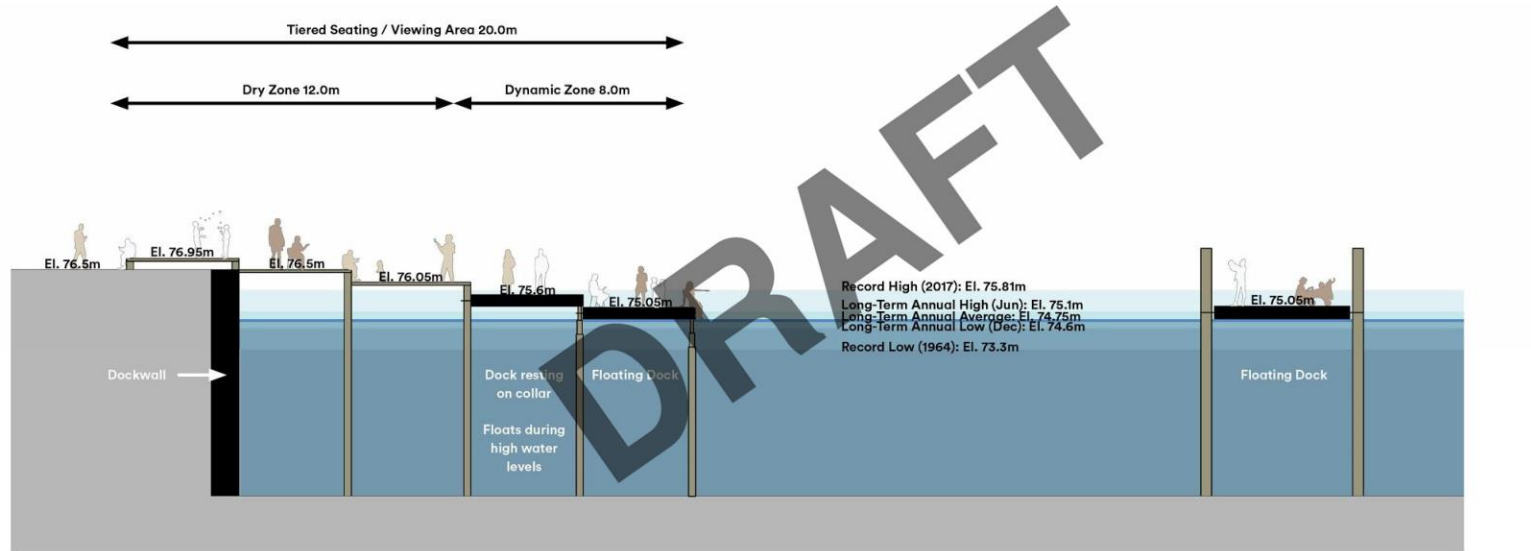 Tiered Seating / Viewing Area 20.0m
Dry Zone 12.0m
Dynamic Zone 8.0m
El. 76.5m
El. 76.95m
El. 76.5m
El. 76.05m
El. 75.6m
El. 75.05m
Record High (2017): El. 75.81m
Long-Term Annual High (Jun): El. 75.1m
Long-Term Annual Average: El. 74.75m
Long-Term Annual Low (Dec): El. 74.6m
Record Low (1964): El. 73.3m
El. 75.05m
Dockwall
Dock resting
on collar
Floats during
high water
levels
Floating Dock
Floating Dock
DRAFT